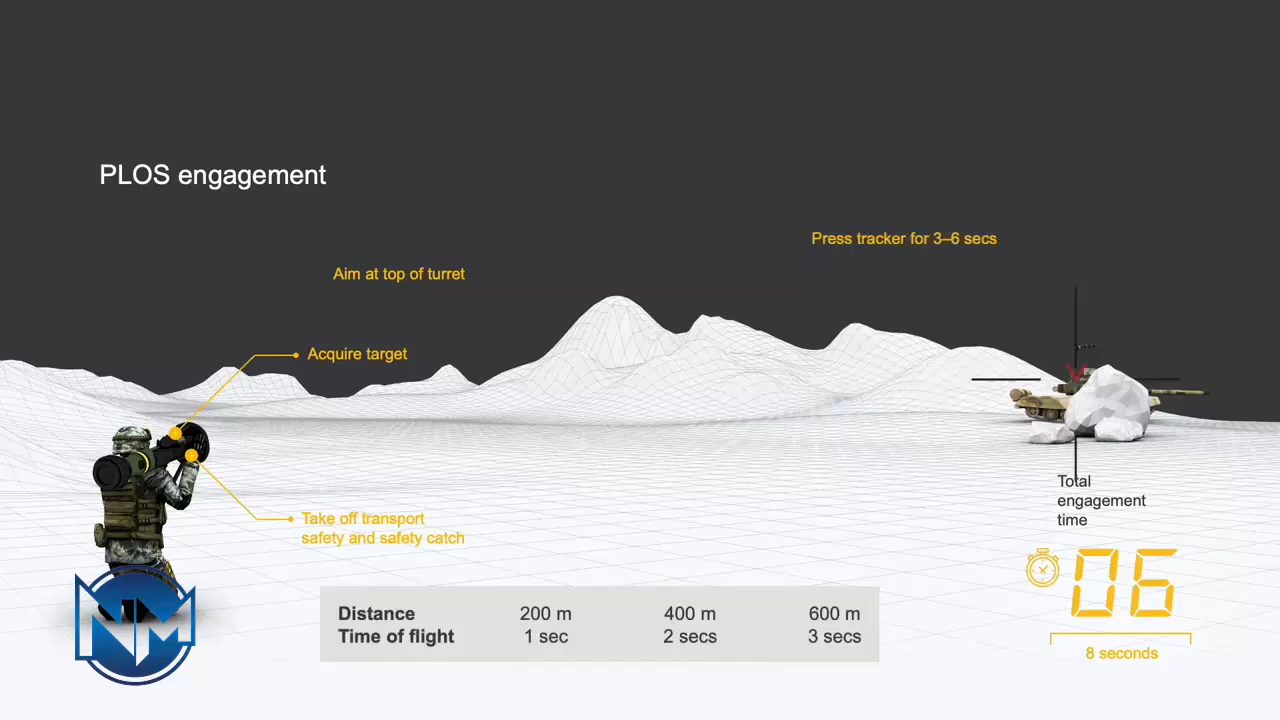 PLOS engagement
Press tracker for 3–6 secs
Aim at top of turret
Acquire target
Total
engagement
time
Take off transport
safety and safety catch
06
8 seconds
Distance 200 m 400 m 600 m
Time of flight 1 sec 2 secs 3 secs
NM